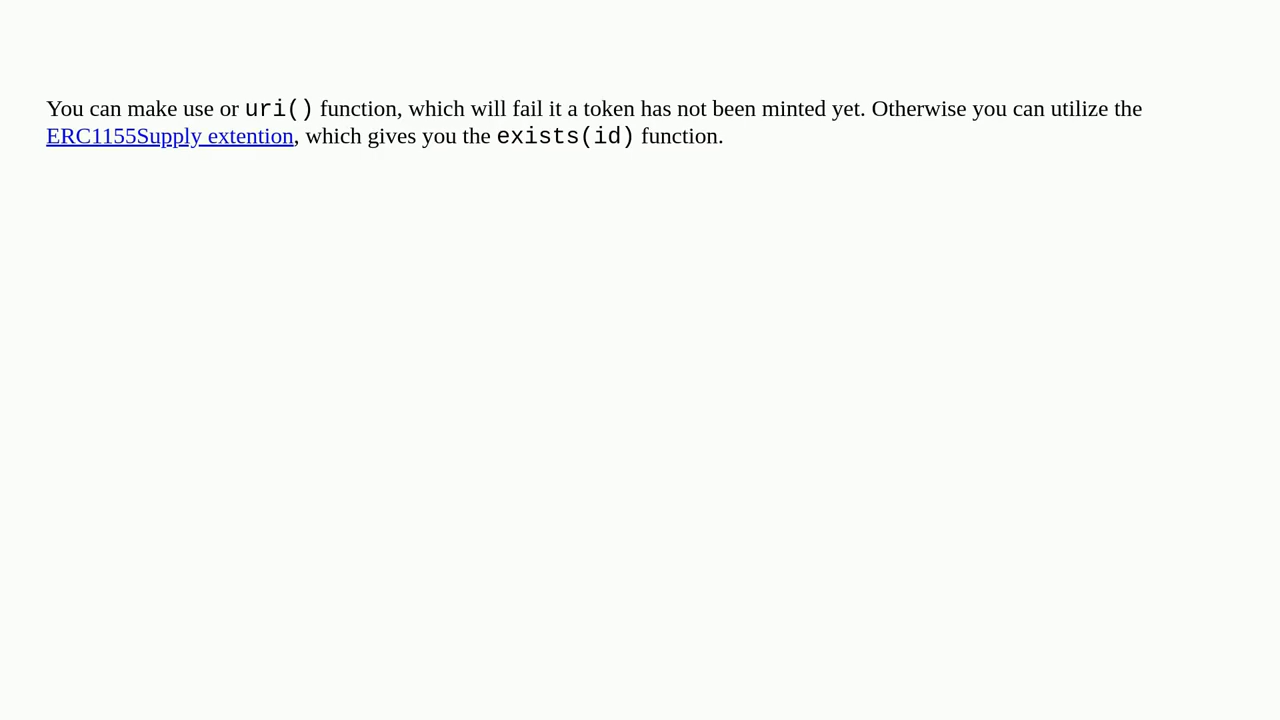 You can make use or uri() function, which will fail it a token has not been minted yet. Otherwise you can utilize the
ERC1155Supply extention, which gives you the exists(id) function.